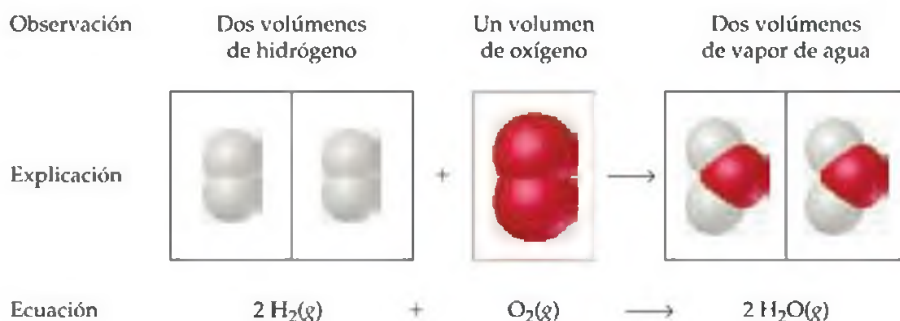 Observación
Dos volúmenes
de hidrógeno
Un volumen
de oxígeno
Dos volúmenes
de vapor de agua
Explicación
+
⟶
Ecuación
2 H₂(g) + O₂(g) ⟶ 2 H₂O(g)